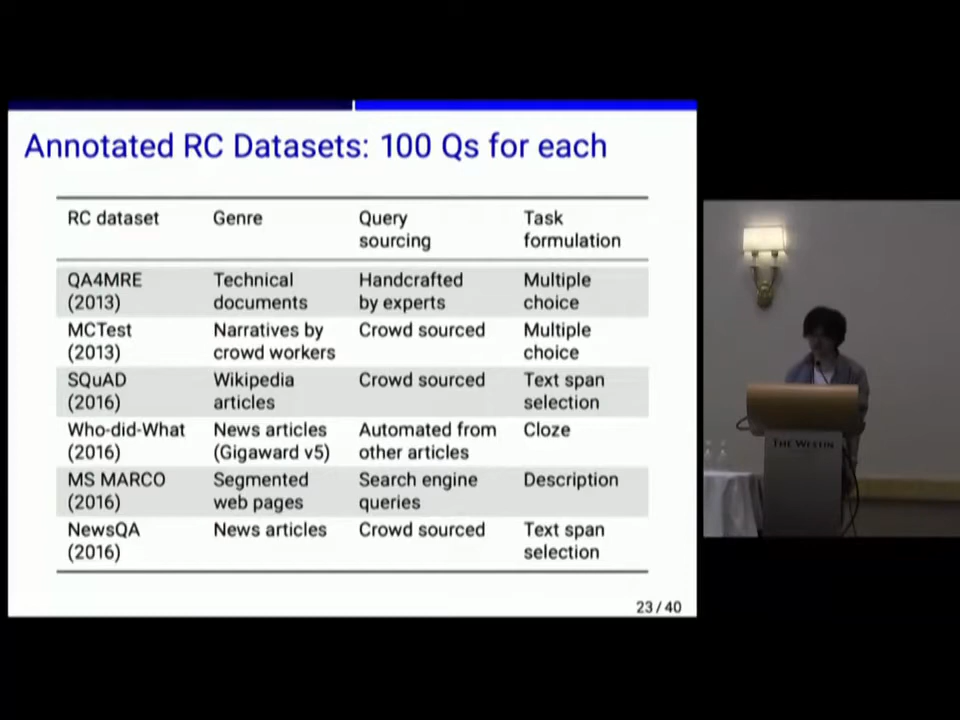 Annotated RC Datasets: 100 Qs for each
RC dataset Genre Query sourcing Task formulation
QA4MRE (2013) Technical documents Handcrafted by experts Multiple choice
MCTest (2013) Narratives by crowd workers Crowd sourced Multiple choice
SQuAD (2016) Wikipedia articles Crowd sourced Text span selection
Who-did-What (2016) News articles (Gigaward v5) Automated from other articles Cloze
MS MARCO (2016) Segmented web pages Search engine queries Description
NewsQA (2016) News articles Crowd sourced Text span selection
23 / 40
THE WESTIN